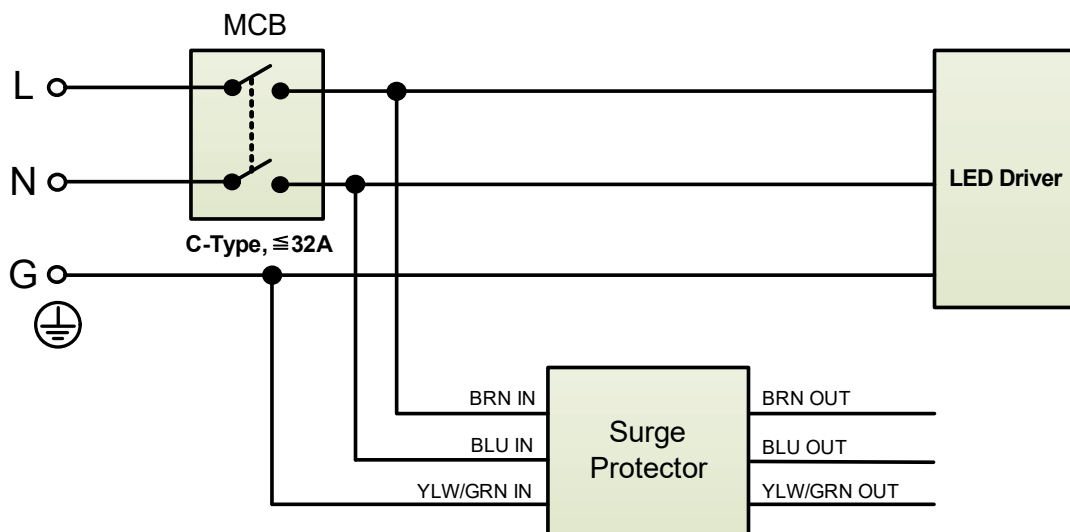 MCB
L
N
LED Driver
C-Type, ≦32A
G
BRN IN
BRN OUT
Surge
Protector
BLU IN
BLU OUT
YLW/GRN IN
YLW/GRN OUT